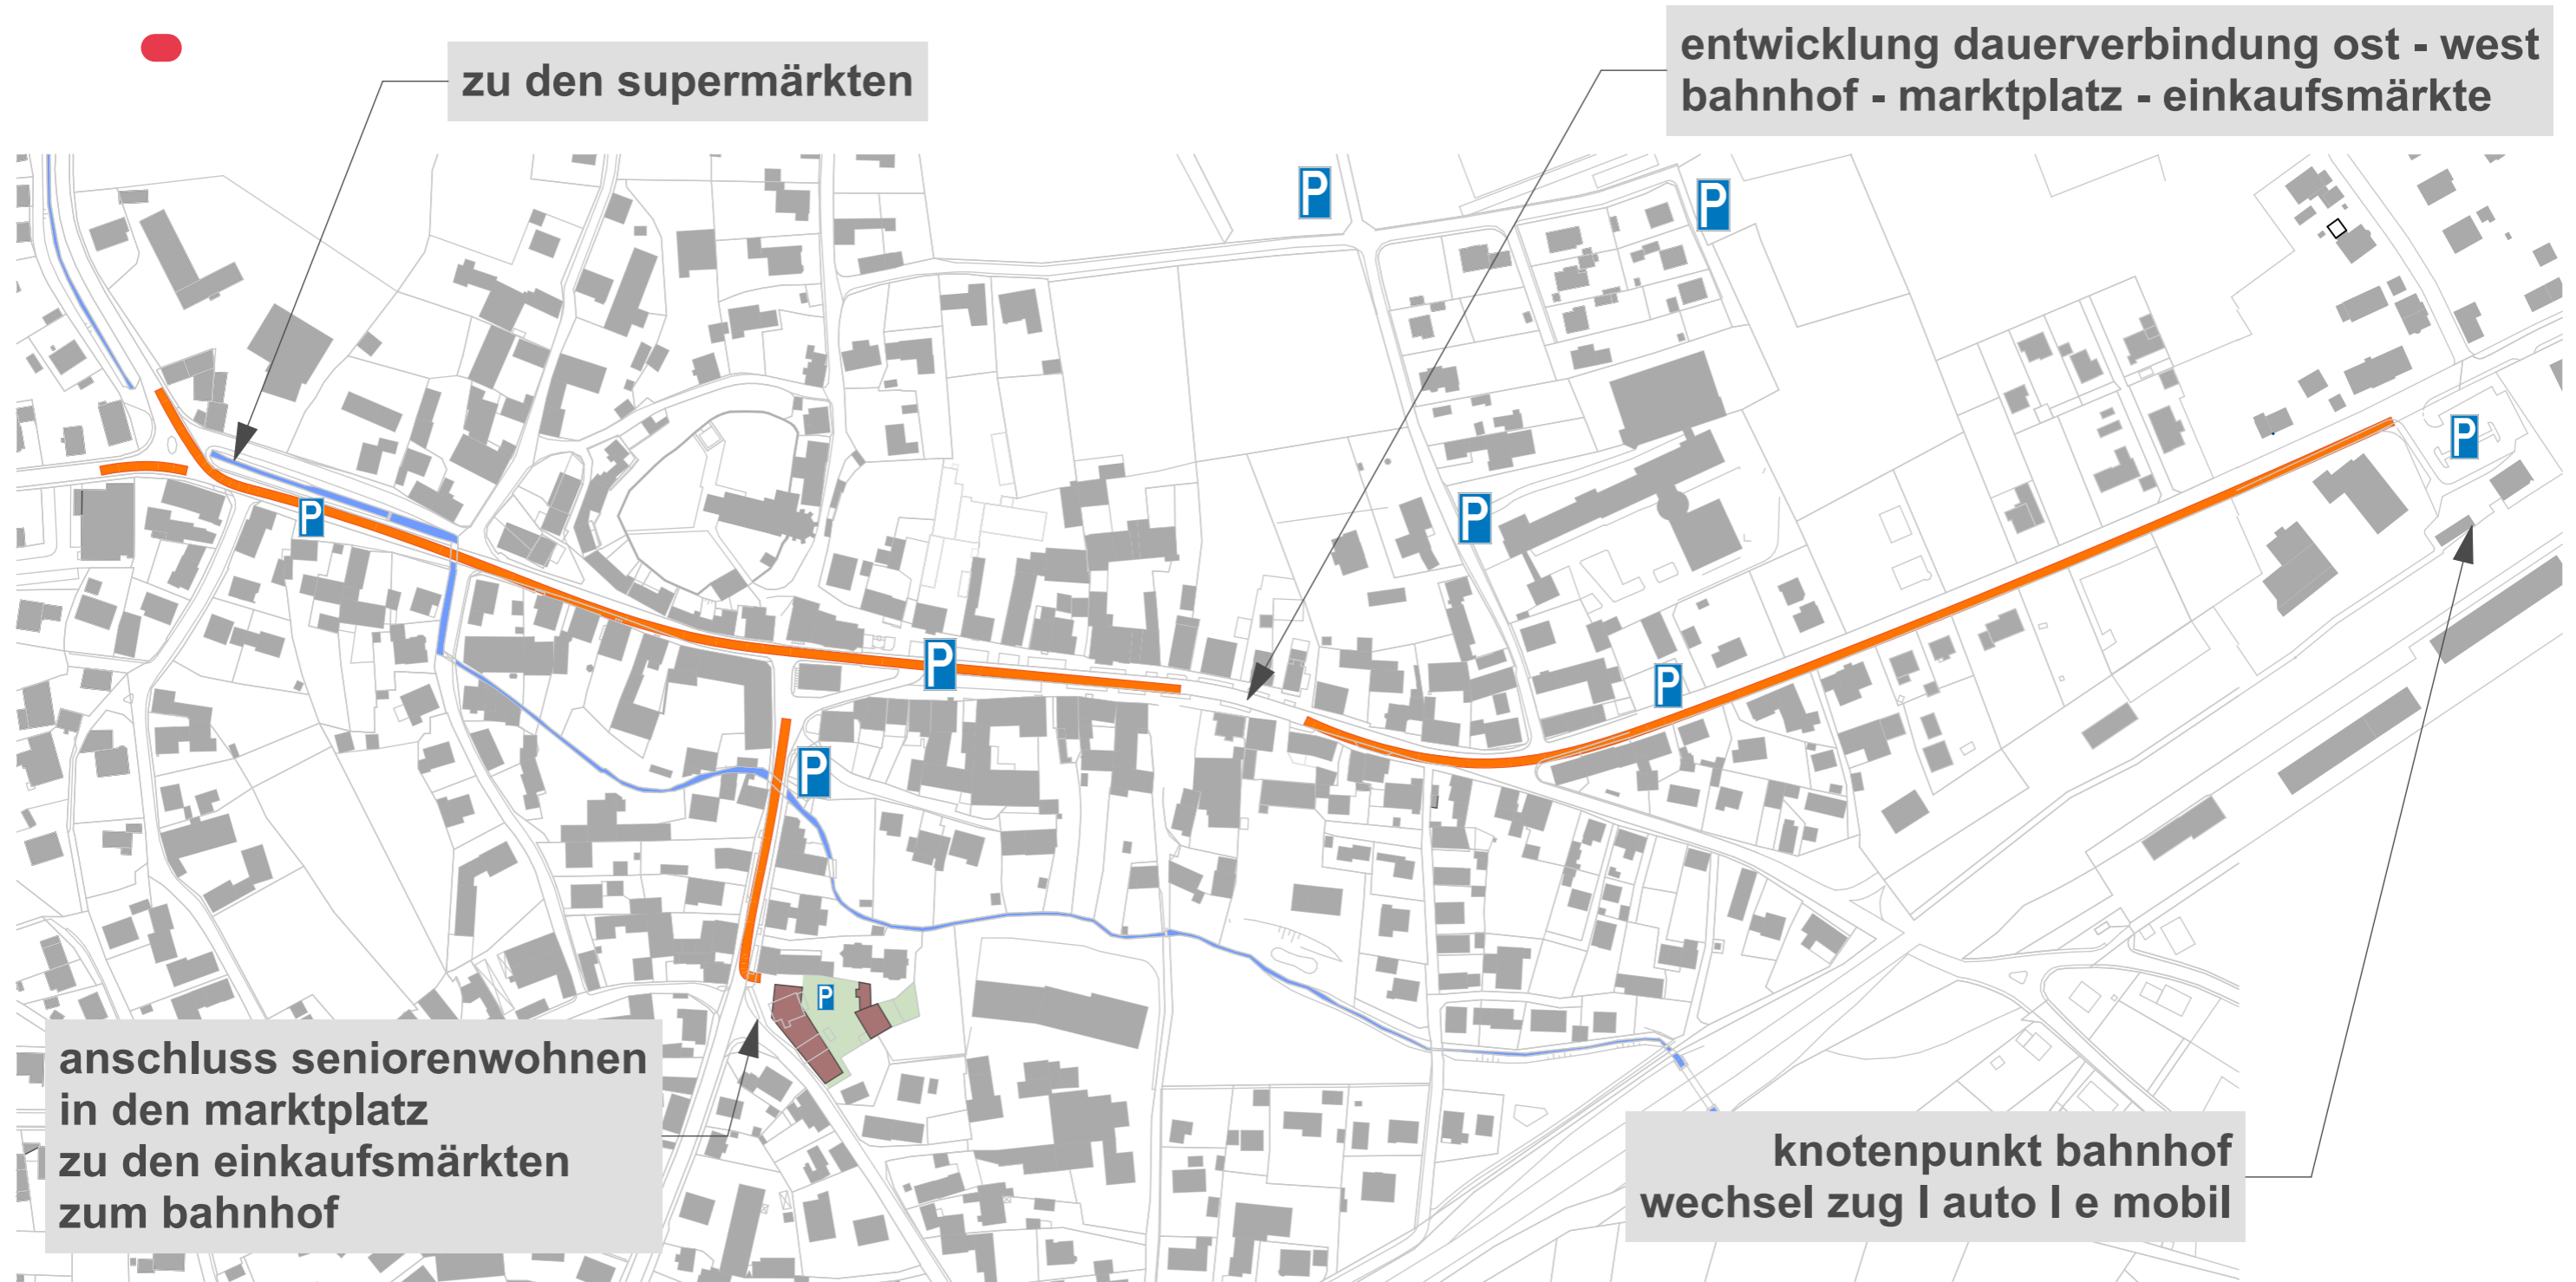 zu den supermärkten
entwicklung dauerverbindung ost - west
bahnhof - marktplatz - einkaufsmärkte
P
P
P
P
P
P
P
P
P
anschluss seniorenwohnen
in den marktplatz
zu den einkaufsmärkten
zum bahnhof
knotenpunkt bahnhof
wechsel zug l auto l e mobil